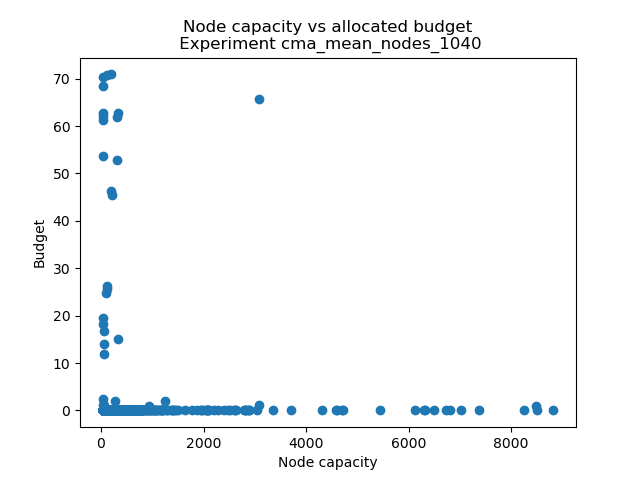 Node capacity vs allocated budget
Experiment cma_mean_nodes_1040
70
60
50
40
30
20
10
0
Budget
0 2000 4000 6000 8000
Node capacity